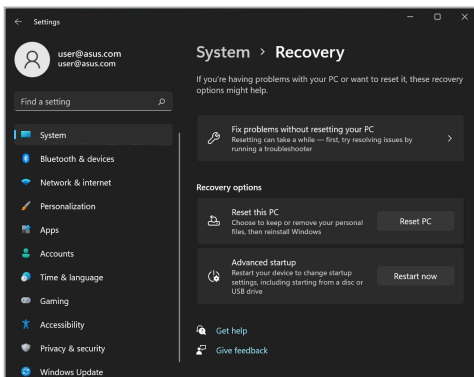 Settings
user@asus.com
user@asus.com
Find a setting
System
Bluetooth & devices
Network & internet
Personalization
Apps
Accounts
Time & language
Gaming
Accessibility
Privacy & security
Windows Update
System > Recovery
If you're having problems with your PC or want to reset it, these recovery
options might help.
Fix problems without resetting your PC
Resetting can take a while — first, try resolving issues by
running a troubleshooter
Recovery options
Reset this PC
Choose to keep or remove your personal
files, then reinstall Windows
Reset PC
Advanced startup
Restart your device to change startup
settings, including starting from a disc or
USB drive
Restart now
Get help
Give feedback